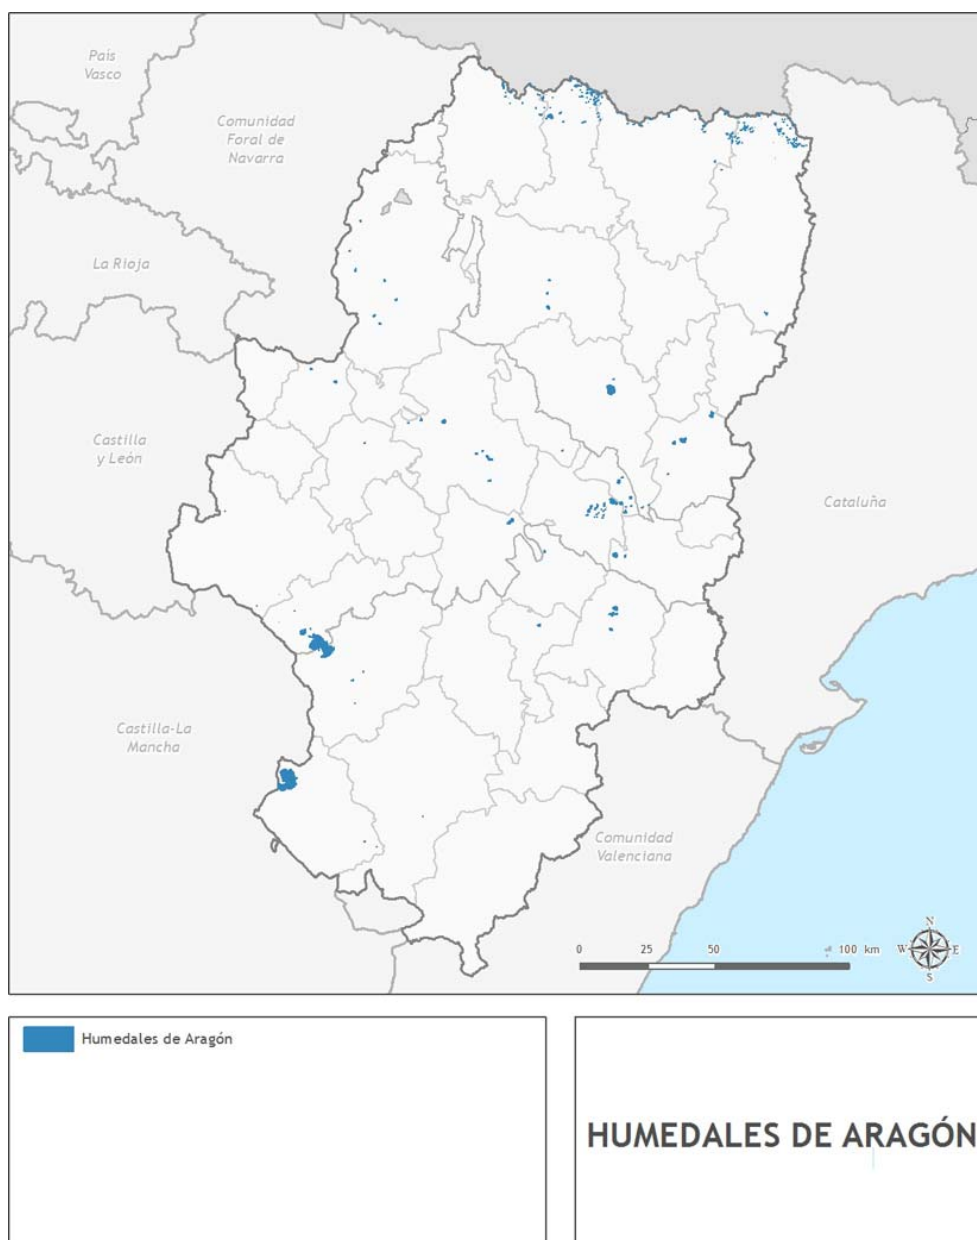 País
Vasco
Comunidad
Foral de
Navarra
La Rioja
Castilla
y León
Cataluña
Castilla-La
Mancha
Comunidad
Valenciana
0 25 50 100 km
N
W E
S
Humedales de Aragón
HUMEDALES DE ARAGÓN